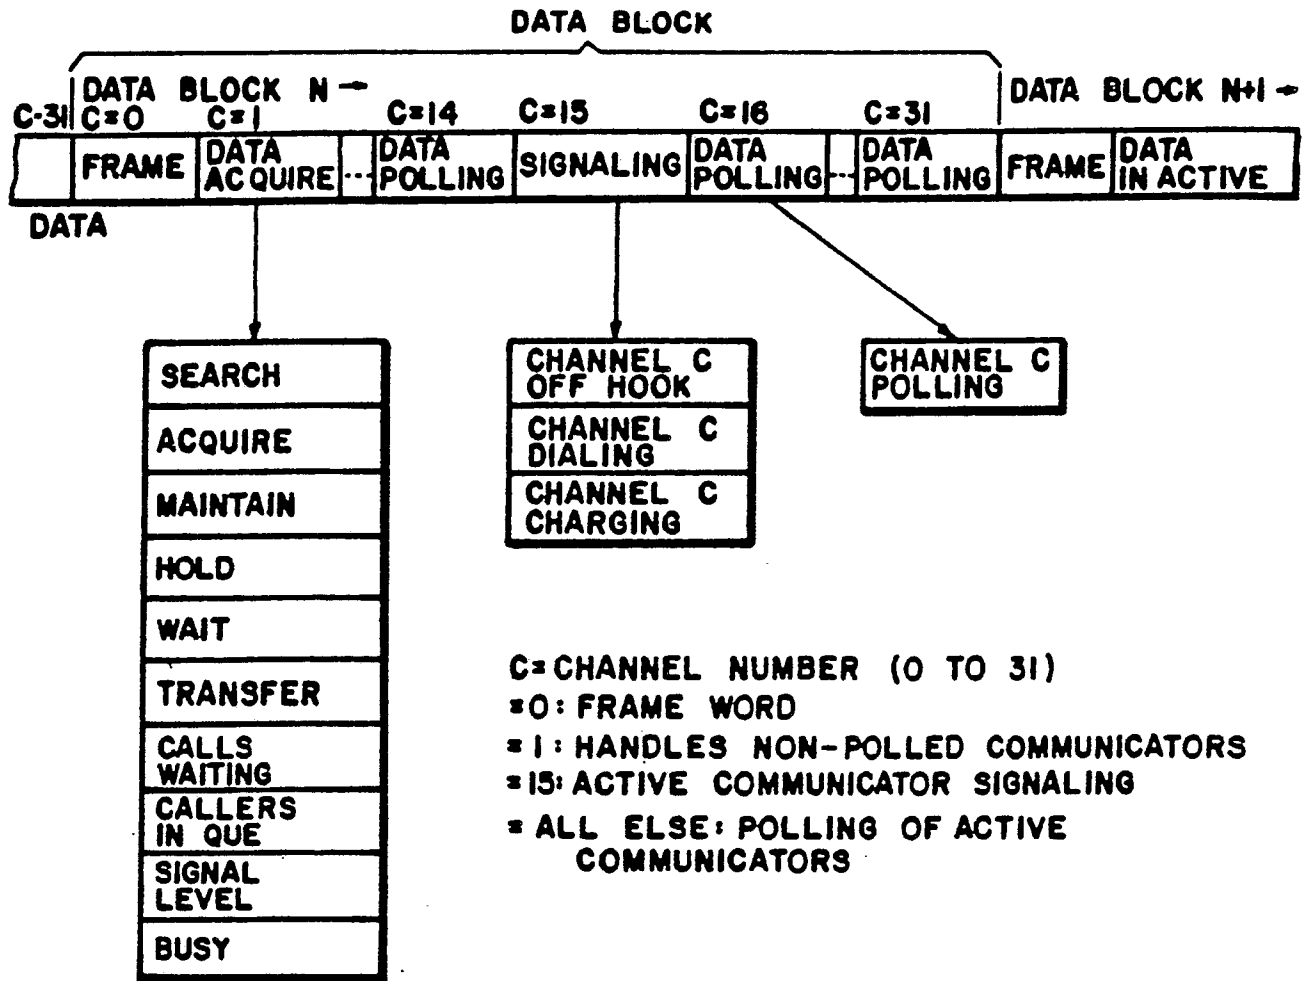 DATA BLOCK
DATA BLOCK N → DATA BLOCK N+1 →
C-31 C=0 C=1 C=14 C=15 C=16 C=31
FRAME DATA ACQUIRE ... DATA POLLING SIGNALING DATA POLLING ... DATA POLLING FRAME DATA IN ACTIVE
DATA
SEARCH
ACQUIRE
MAINTAIN
HOLD
WAIT
TRANSFER
CALLS
WAITING
CALLERS
IN QUE
SIGNAL
LEVEL
BUSY
CHANNEL C
OFF HOOK
CHANNEL C
DIALING
CHANNEL C
CHARGING
CHANNEL C
POLLING
C=CHANNEL NUMBER (0 TO 31)
=0: FRAME WORD
=1: HANDLES NON-POLLED COMMUNICATORS
=15: ACTIVE COMMUNICATOR SIGNALING
= ALL ELSE: POLLING OF ACTIVE
COMMUNICATORS